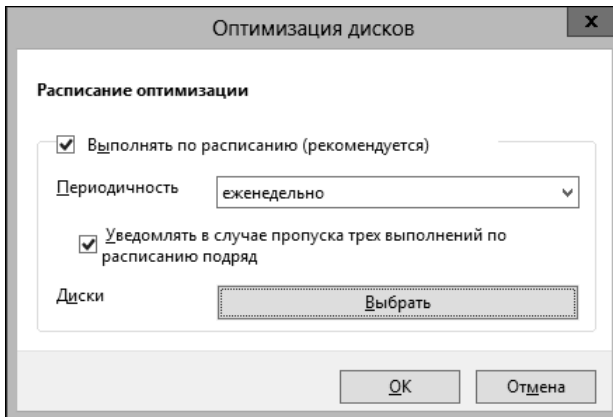 Оптимизация дисков
x
Расписание оптимизации
Выполнять по расписанию (рекомендуется)
Периодичность
еженедельно
Уведомлять в случае пропуска трех выполнений по
расписанию подряд
Диски
Выбрать
OK
Отмена